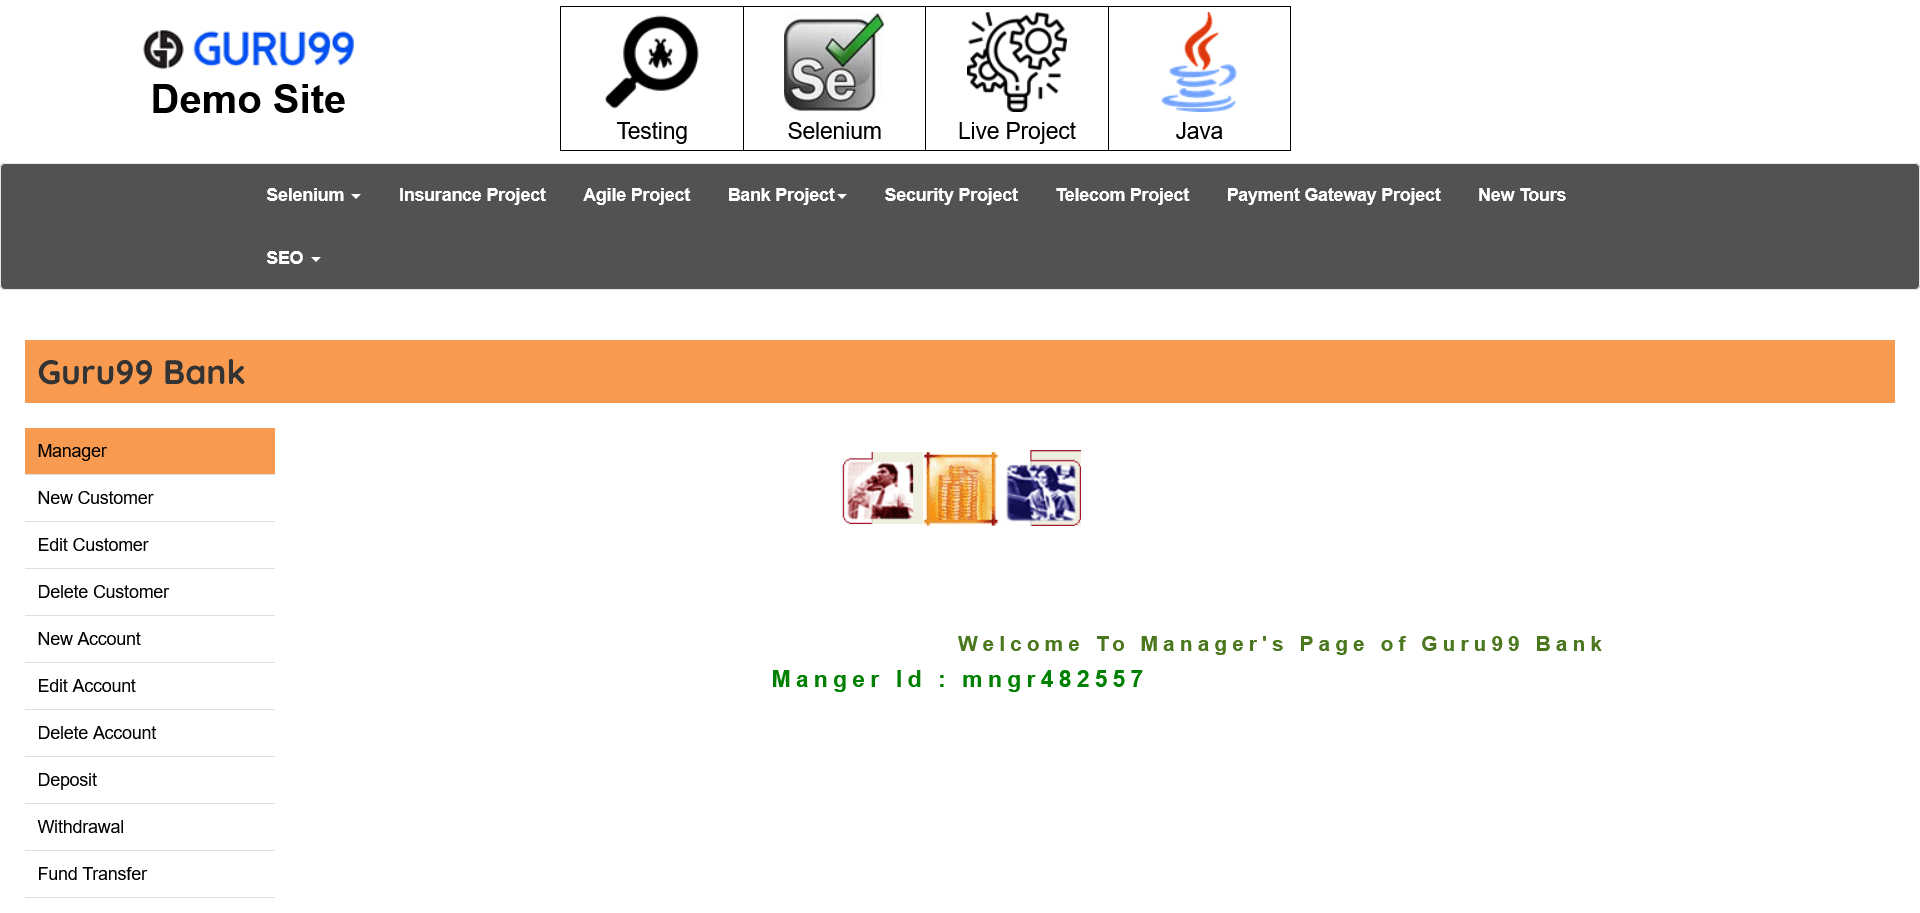 GURU99
Demo Site
Testing
Selenium
Live Project
Java
Selenium
Insurance Project
Agile Project
Bank Project
Security Project
Telecom Project
Payment Gateway Project
New Tours
SEO
Guru99 Bank
Manager
New Customer
Edit Customer
Delete Customer
New Account
Edit Account
Delete Account
Deposit
Withdrawal
Fund Transfer
Se
Welcome To Manager's Page of Guru99 Bank
Manger Id : mngr482557